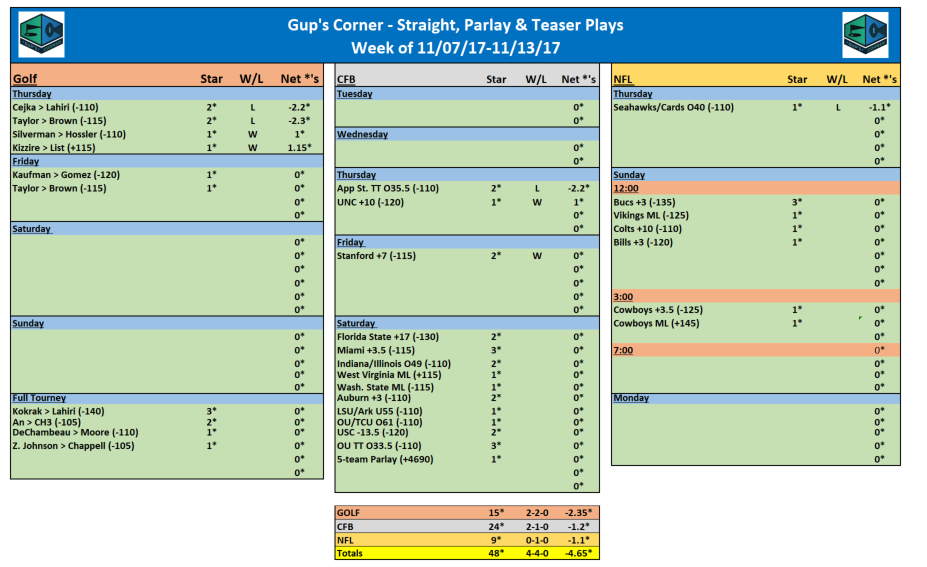 Gup's Corner - Straight, Parlay & Teaser Plays
Week of 11/07/17-11/13/17
Golf Star W/L Net *'s
Thursday
Cejka > Lahiri (-110) 2* L -2.2*
Taylor > Brown (-115) 2* L -2.3*
Silverman > Hossler (-110) 1* W 1*
Kizzire > List (+115) 1* W 1.15*
Friday
Kaufman > Gomez (-120) 1* 0*
Taylor > Brown (-115) 1* 0*
0*
0*
Saturday
0*
0*
0*
0*
0*
0*
Sunday
0*
0*
0*
0*
0*
Full Tourney
Kokrak > Lahiri (-140) 3* 0*
An > CH3 (-105) 2* 0*
DeChambeau > Moore (-110) 1* 0*
Z. Johnson > Chappell (-105) 1* 0*
0*
0*
CFB Star W/L Net *'s
Tuesday
0*
0*
Wednesday
0*
0*
Thursday
App St. TT O35.5 (-110) 2* L -2.2*
UNC +10 (-120) 1* W 1*
0*
0*
Friday
Stanford +7 (-115) 2* W 0*
0*
0*
0*
0*
Saturday
Florida State +17 (-130) 2* 0*
Miami +3.5 (-115) 3* 0*
Indiana/Illinois O49 (-110) 2* 0*
West Virginia ML (+115) 1* 0*
Wash. State ML (-115) 1* 0*
Auburn +3 (-110) 2* 0*
LSU/Ark U55 (-110) 1* 0*
OU/TCU O61 (-110) 1* 0*
USC -13.5 (-120) 2* 0*
OU TT O33.5 (-110) 3* 0*
5-team Parlay (+4690) 1* 0*
0*
0*
NFL Star W/L Net *'s
Thursday
Seahawks/Cards O40 (-110) 1* L -1.1*
0*
0*
0*
0*
Sunday
12:00
Bucs +3 (-135) 3* 0*
Vikings ML (-125) 1* 0*
Colts +10 (-110) 1* 0*
Bills +3 (-120) 1* 0*
0*
0*
0*
3:00
Cowboys +3.5 (-125) 1* 0*
Cowboys ML (+145) 1* 0*
0*
7:00 0*
0*
0*
0*
Monday
0*
0*
0*
0*
0*
GOLF 15* 2-2-0 -2.35*
CFB 24* 2-1-0 -1.2*
NFL 9* 0-1-0 -1.1*
Totals 48* 4-4-0 -4.65*